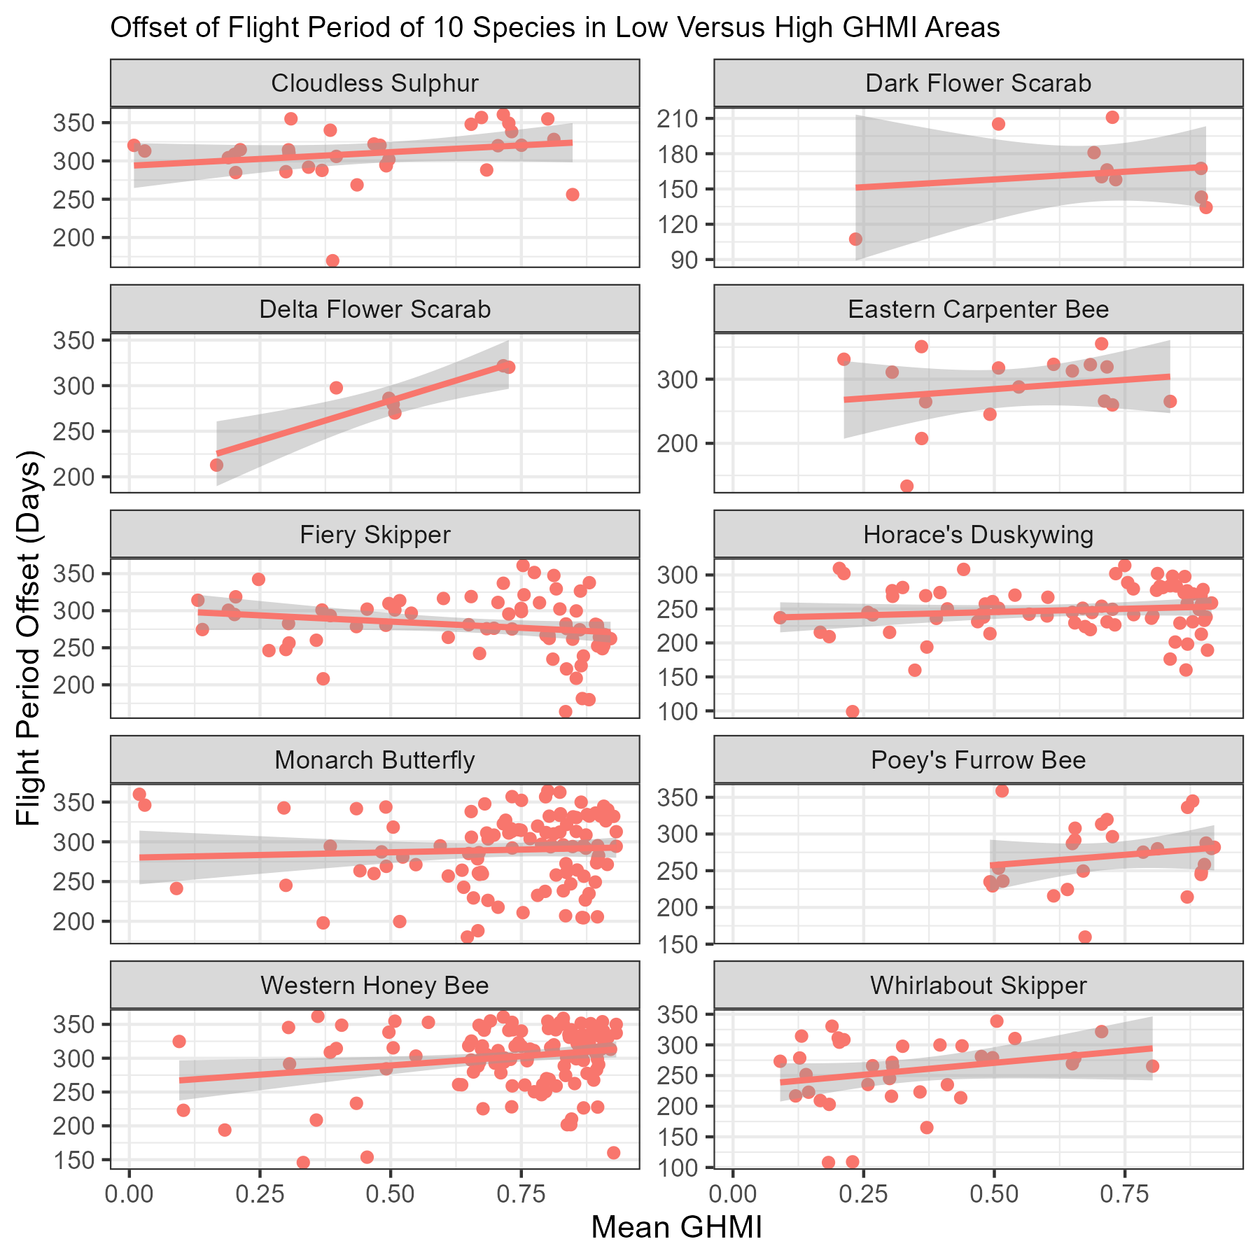 Offset of Flight Period of 10 Species in Low Versus High GHMI Areas
Cloudless Sulphur
350
300
250
200
Dark Flower Scarab
210
180
150
120
90
Delta Flower Scarab
350
300
250
200
Eastern Carpenter Bee
300
200
Fiery Skipper
350
300
250
200
Horace's Duskywing
300
250
200
150
100
Monarch Butterfly
350
300
250
200
Poey's Furrow Bee
350
300
250
200
150
Western Honey Bee
350
300
250
200
150
0.00 0.25 0.50 0.75
Whirlabout Skipper
350
300
250
200
150
100
0.00 0.25 0.50 0.75
Flight Period Offset (Days)
Mean GHMI